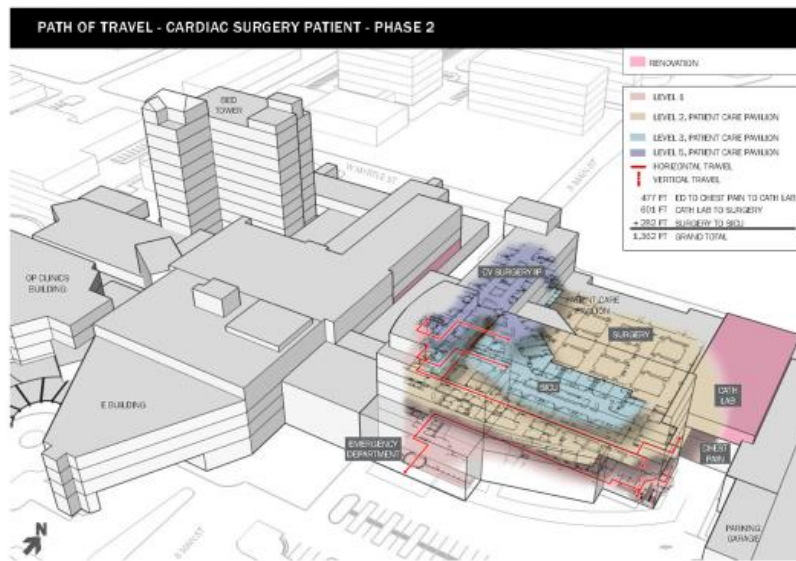 PATH OF TRAVEL - CARDIAC SURGERY PATIENT - PHASE 2
RENOVATION
LEVEL 1
LEVEL 2, PATIENT CARE PAVILION
LEVEL 3, PATIENT CARE PAVILION
LEVEL 5, PATIENT CARE PAVILION
HORIZONTAL TRAVEL
VERTICAL TRAVEL
477 FT ED TO CHEST PAIN TO CATH LAB
601 FT CATH LAB TO SURGERY
+ 282 FT SURGERY TO SICU
1,362 FT GRAND TOTAL
BED
TOWER
W MYRTLE ST
S MAIN ST
OP CLINICS
BUILDING
CV SURGERY IP
PATIENT CARE
PAVILION
SURGERY
SICU
CATH
LAB
E BUILDING
EMERGENCY
DEPARTMENT
CHEST
PAIN
PARKING
GARAGE
N